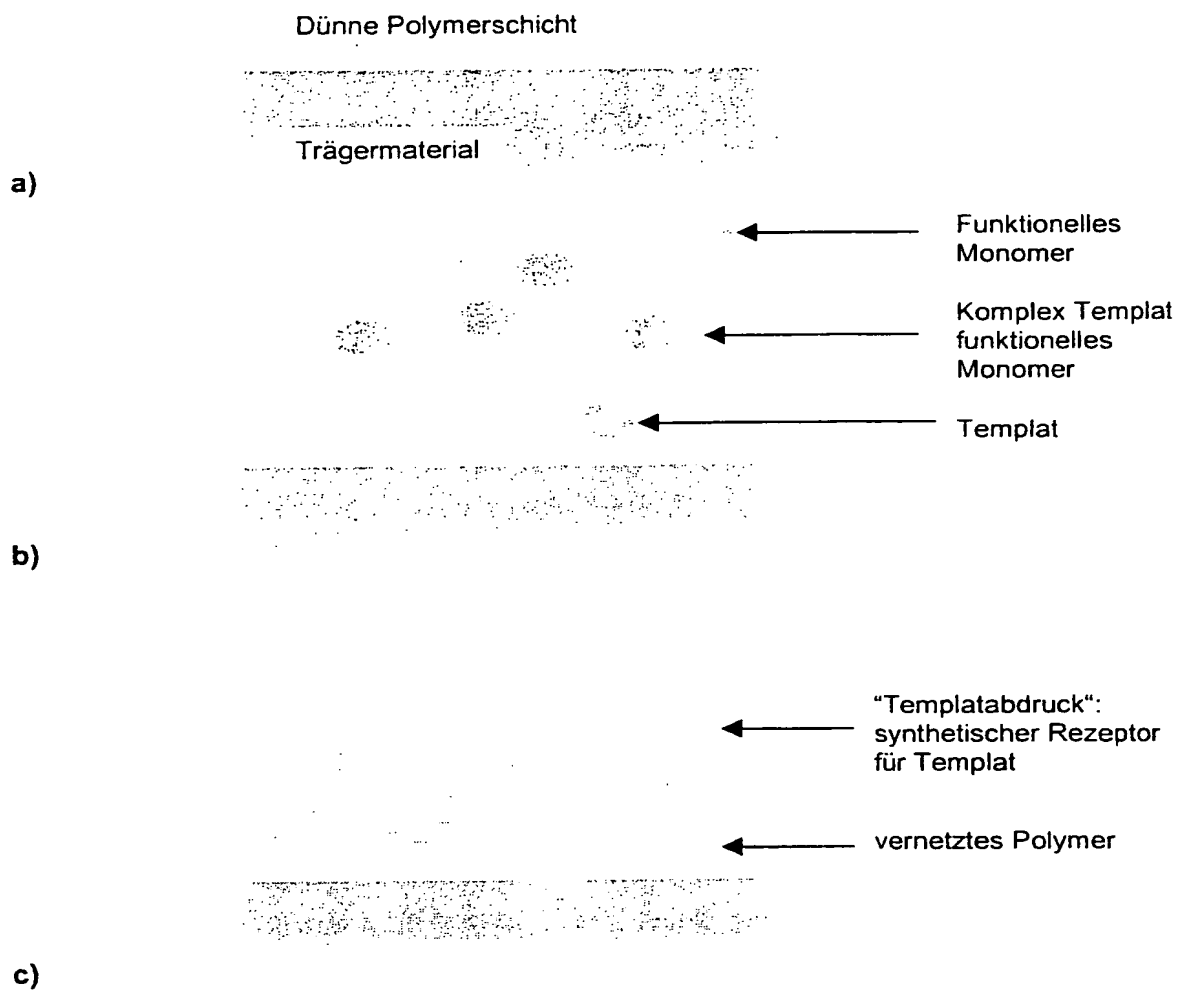 Dünne Polymerschicht
Trägermaterial
a)
Funktionelles
Monomer
Komplex Templat
funktionelles
Monomer
Templat
b)
“Templatabdruck“:
synthetischer Rezeptor
für Templat
vernetztes Polymer
c)